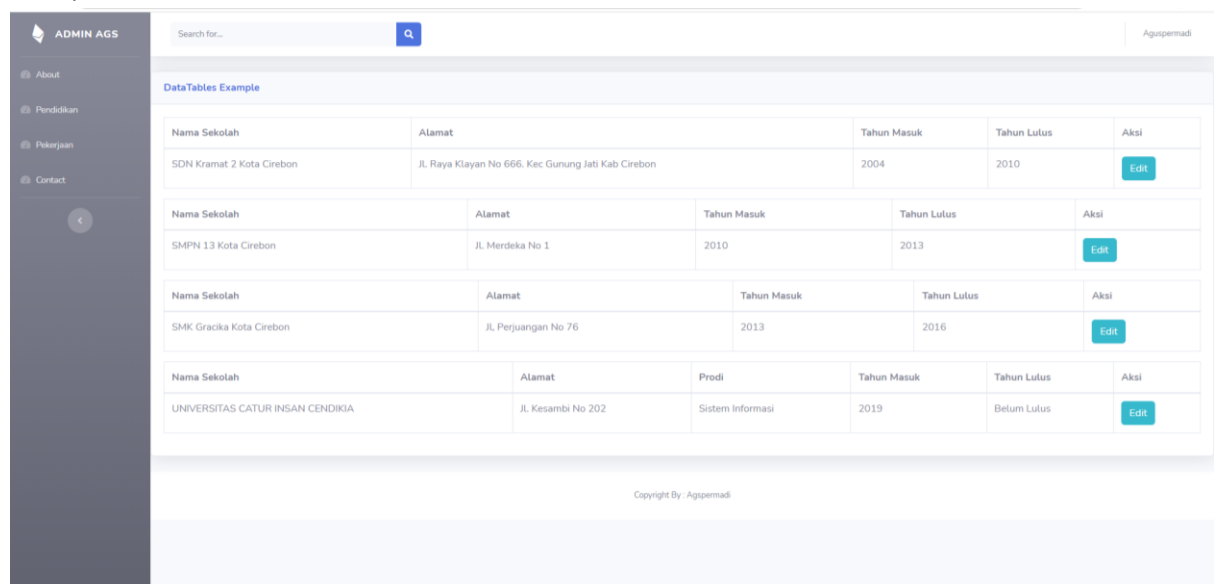 ADMIN AGS
Search for...
Aguspermadi
About
Pendidikan
Pekerjaan
Contact
DataTables Example
Nama Sekolah Alamat Tahun Masuk Tahun Lulus Aksi
SDN Kramat 2 Kota Cirebon Jl. Raya Klayan No 666. Kec Gunung Jati Kab Cirebon 2004 2010 Edit
Nama Sekolah Alamat Tahun Masuk Tahun Lulus Aksi
SMPN 13 Kota Cirebon Jl. Merdeka No 1 2010 2013 Edit
Nama Sekolah Alamat Tahun Masuk Tahun Lulus Aksi
SMK Gracika Kota Cirebon Jl. Perjuangan No 76 2013 2016 Edit
Nama Sekolah Alamat Prodi Tahun Masuk Tahun Lulus Aksi
UNIVERSITAS CATUR INSAN CENDIKIA Jl. Kesambi No 202 Sistem Informasi 2019 Belum Lulus Edit
Copyright By : Agspermadi